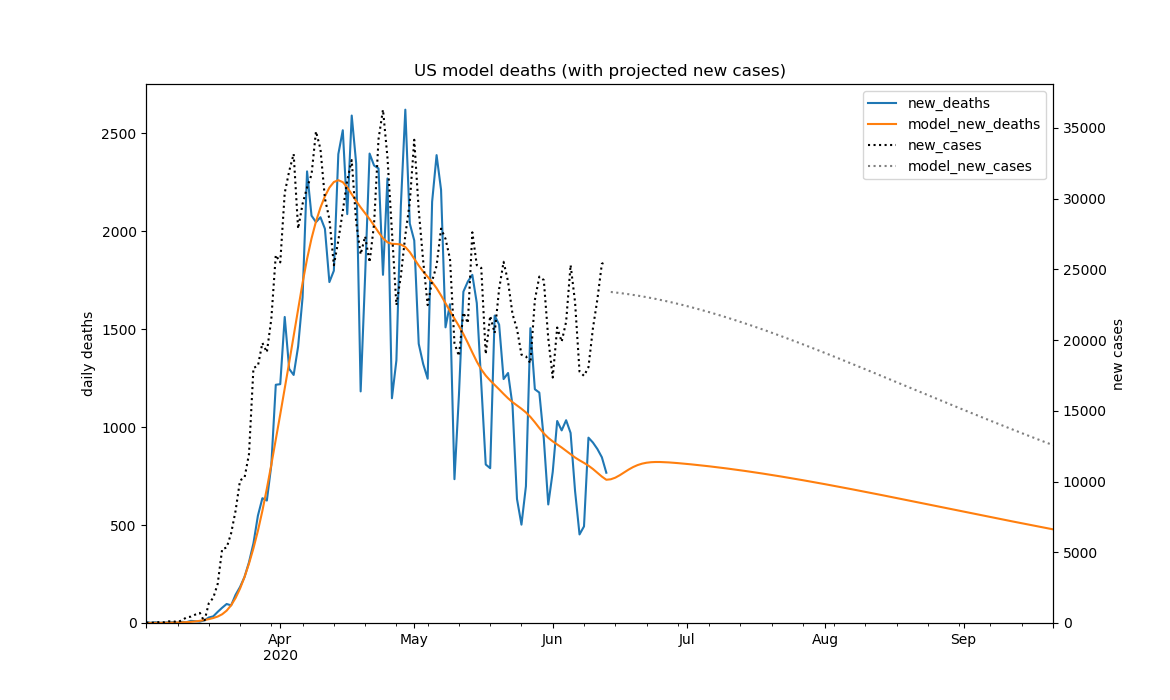 US model deaths (with projected new cases)
new_deaths
model_new_deaths
new_cases
model_new_cases
daily deaths
2500
2000
1500
1000
500
0
new cases
35000
30000
25000
20000
15000
10000
5000
0
Apr
2020
May
Jun
Jul
Aug
Sep